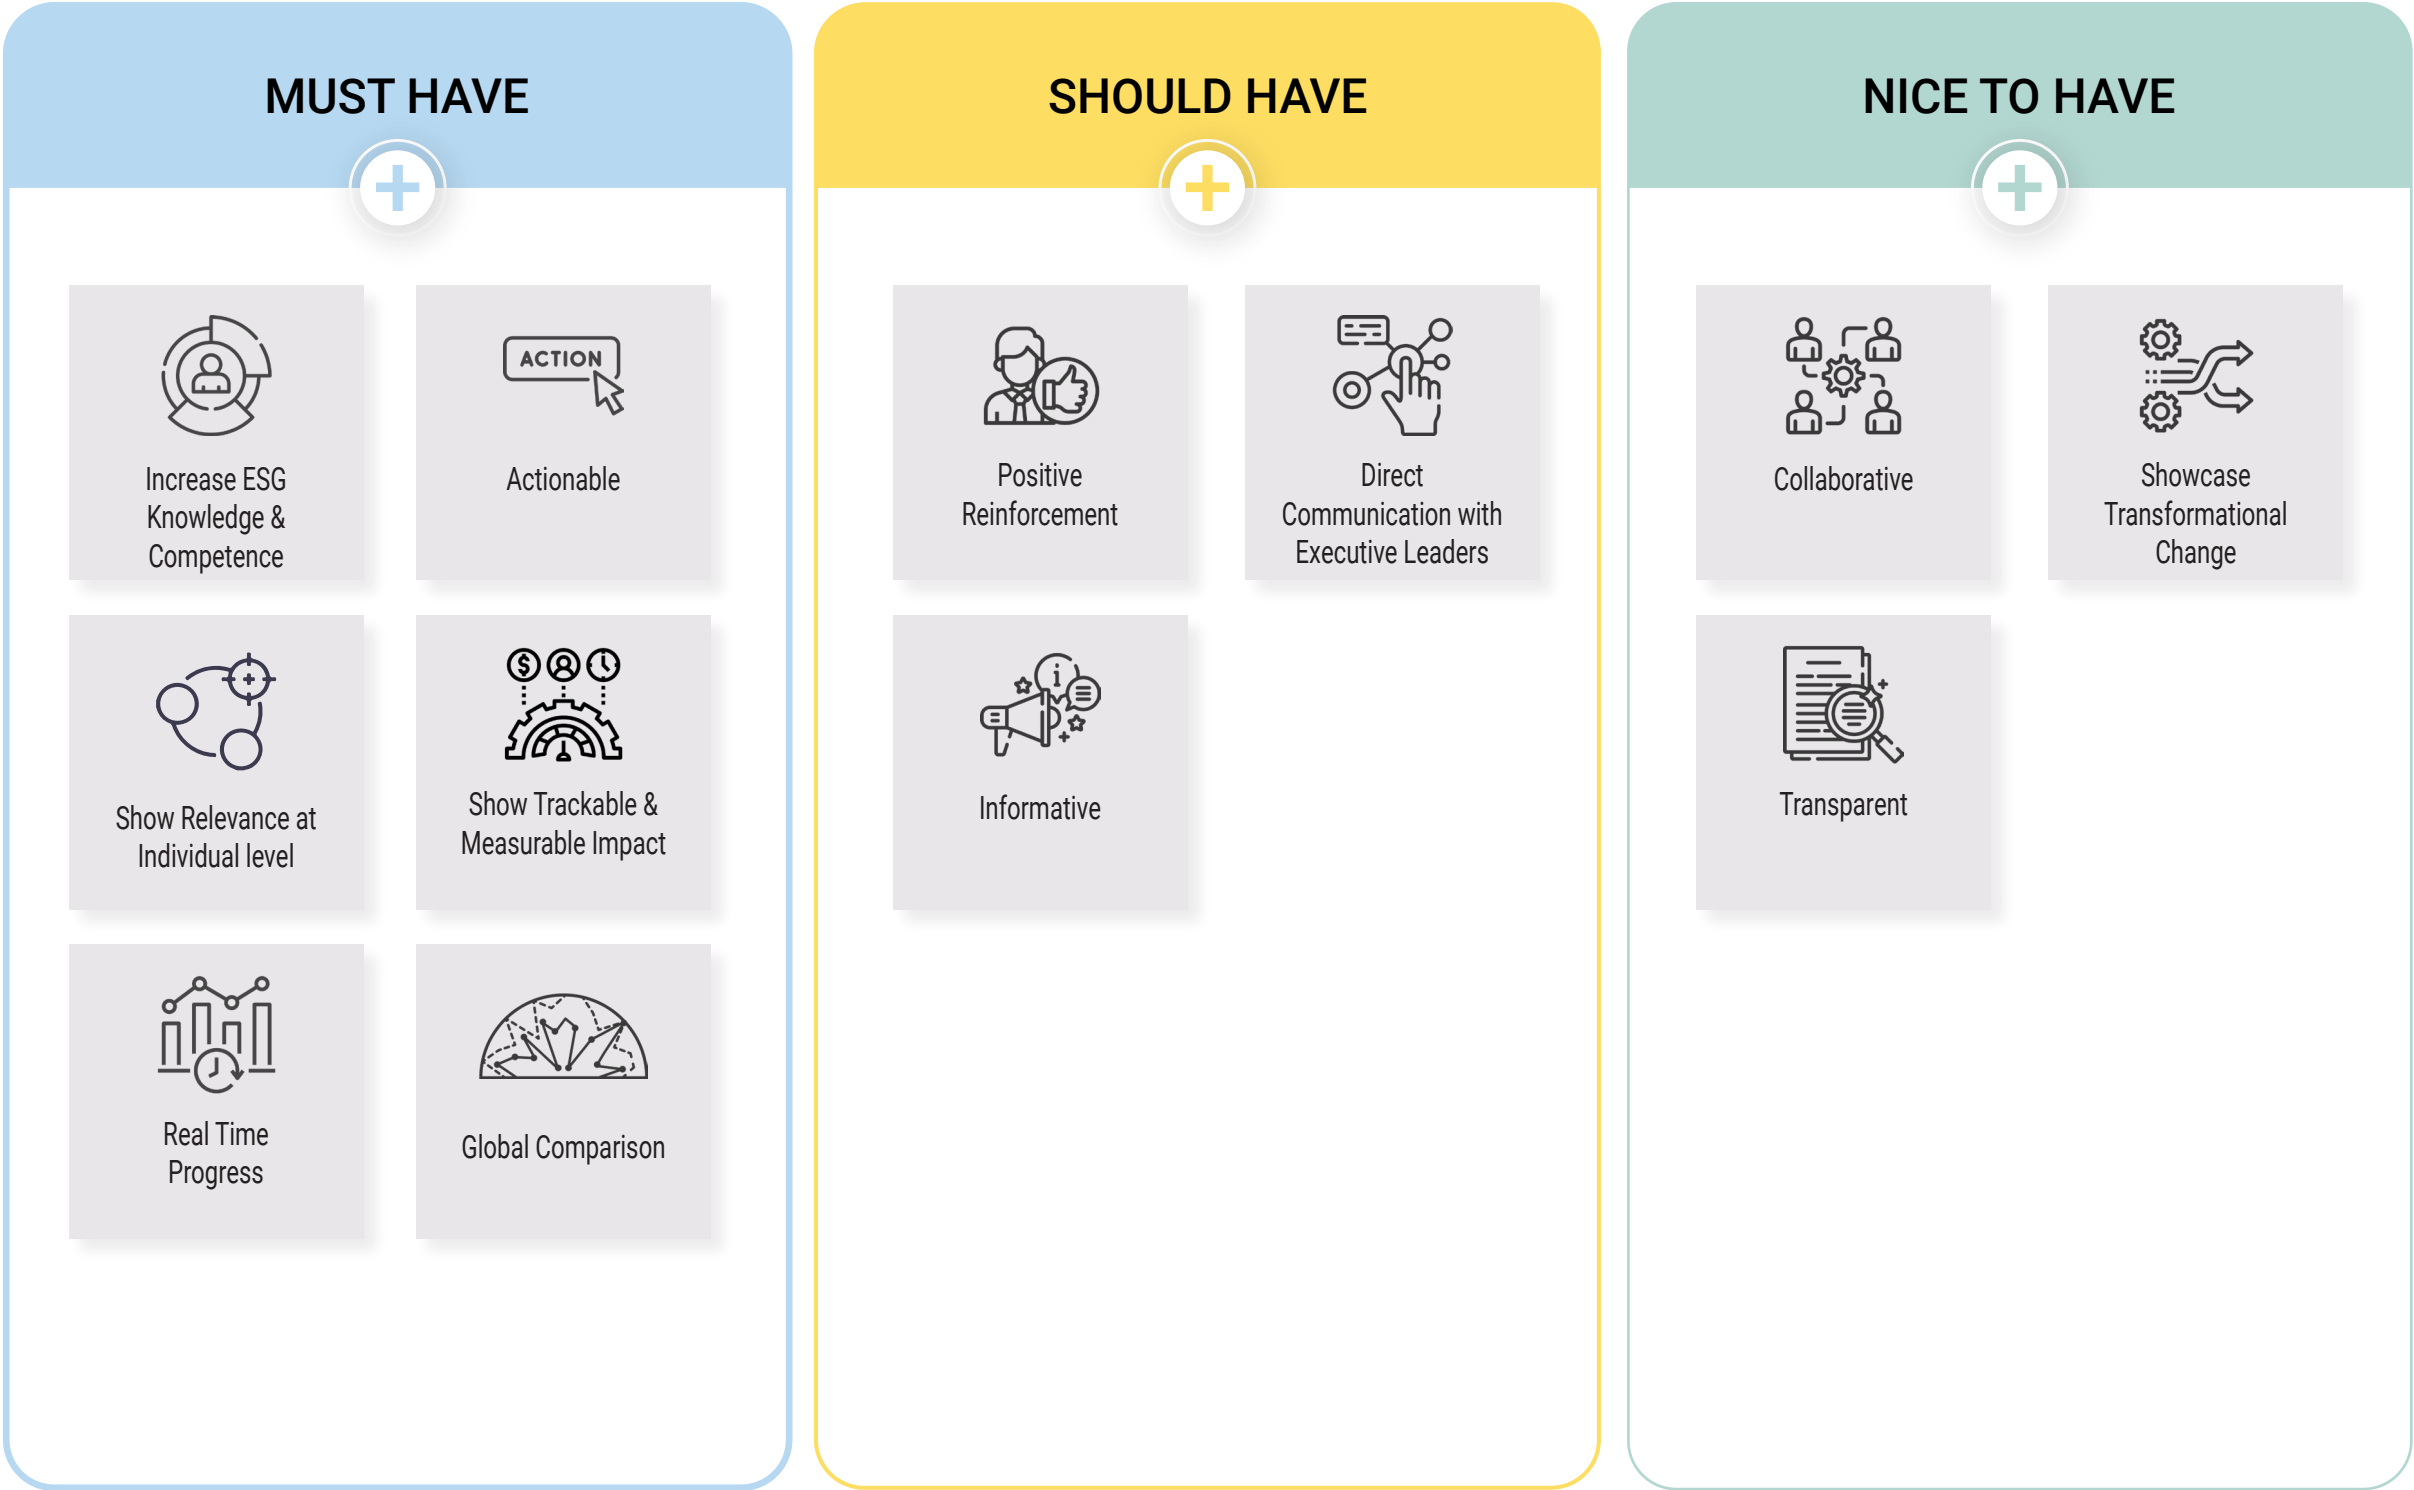 MUST HAVE
Increase ESG
Knowledge &
Competence
ACTION
Actionable
Show Relevance at
Individual level
$
Show Trackable &
Measurable Impact
Real Time
Progress
Global Comparison
SHOULD HAVE
Positive
Reinforcement
Direct
Communication with
Executive Leaders
i
Informative
NICE TO HAVE
Collaborative
Showcase
Transformational
Change
Transparent